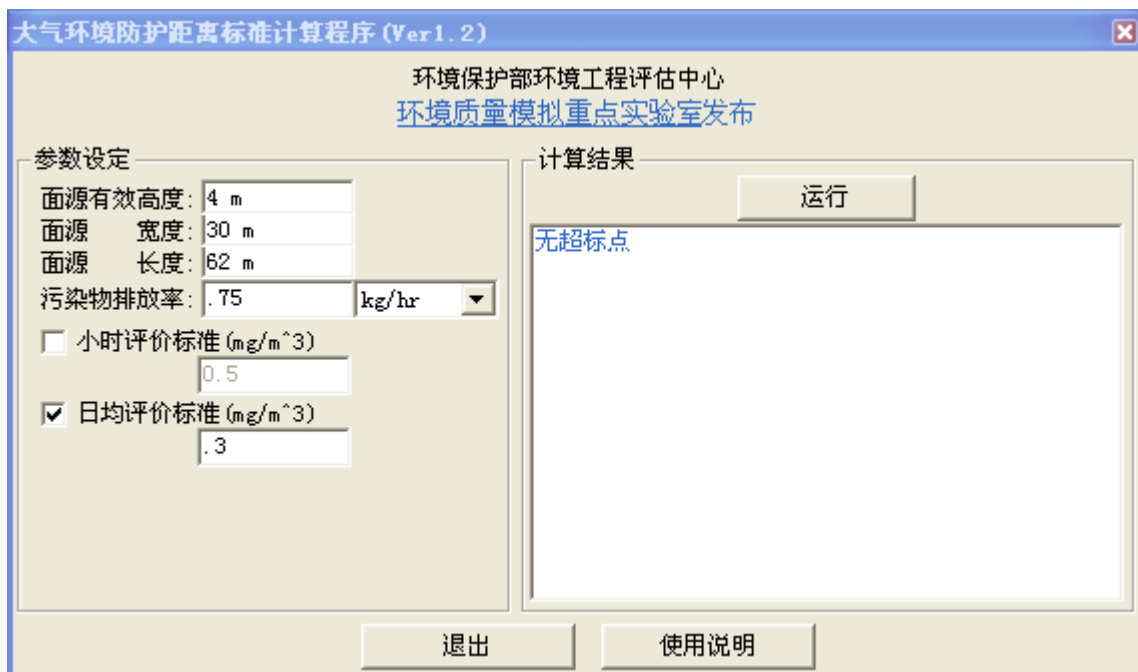 大气环境防护距离标准计算程序(Ver1.2)
环境保护部环境工程评估中心
环境质量模拟重点实验室发布
参数设定
面源有效高度: 4 m
面源 宽度: 30 m
面源 长度: 62 m
污染物排放率: .75 kg/hr
小时评价标准(mg/m^3)
0.5
日均评价标准(mg/m^3)
.3
计算结果
运行
无超标点
退出
使用说明